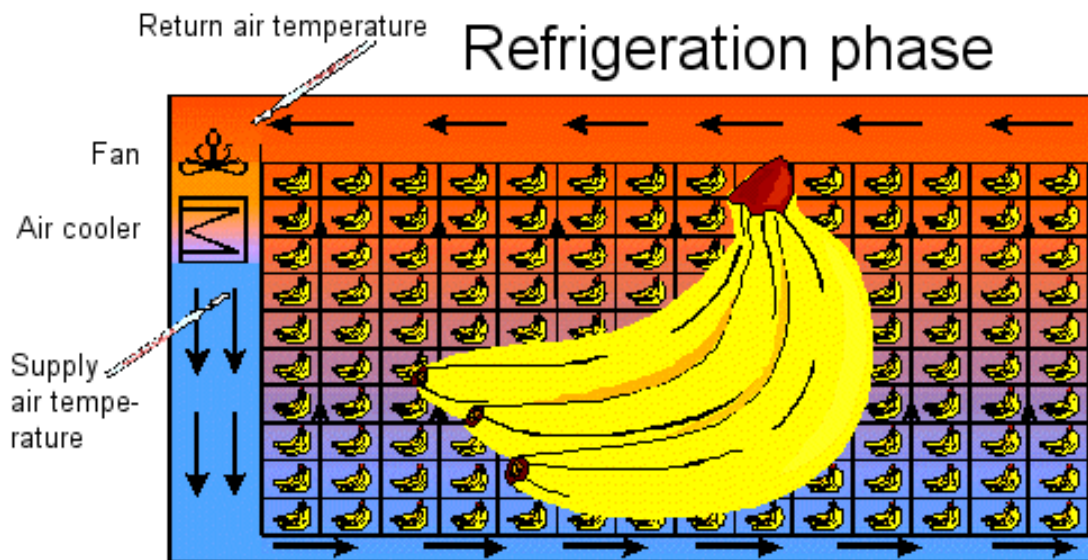 Return air temperature
Refrigeration phase
Fan
Air cooler
Supply
air tempe-
rature